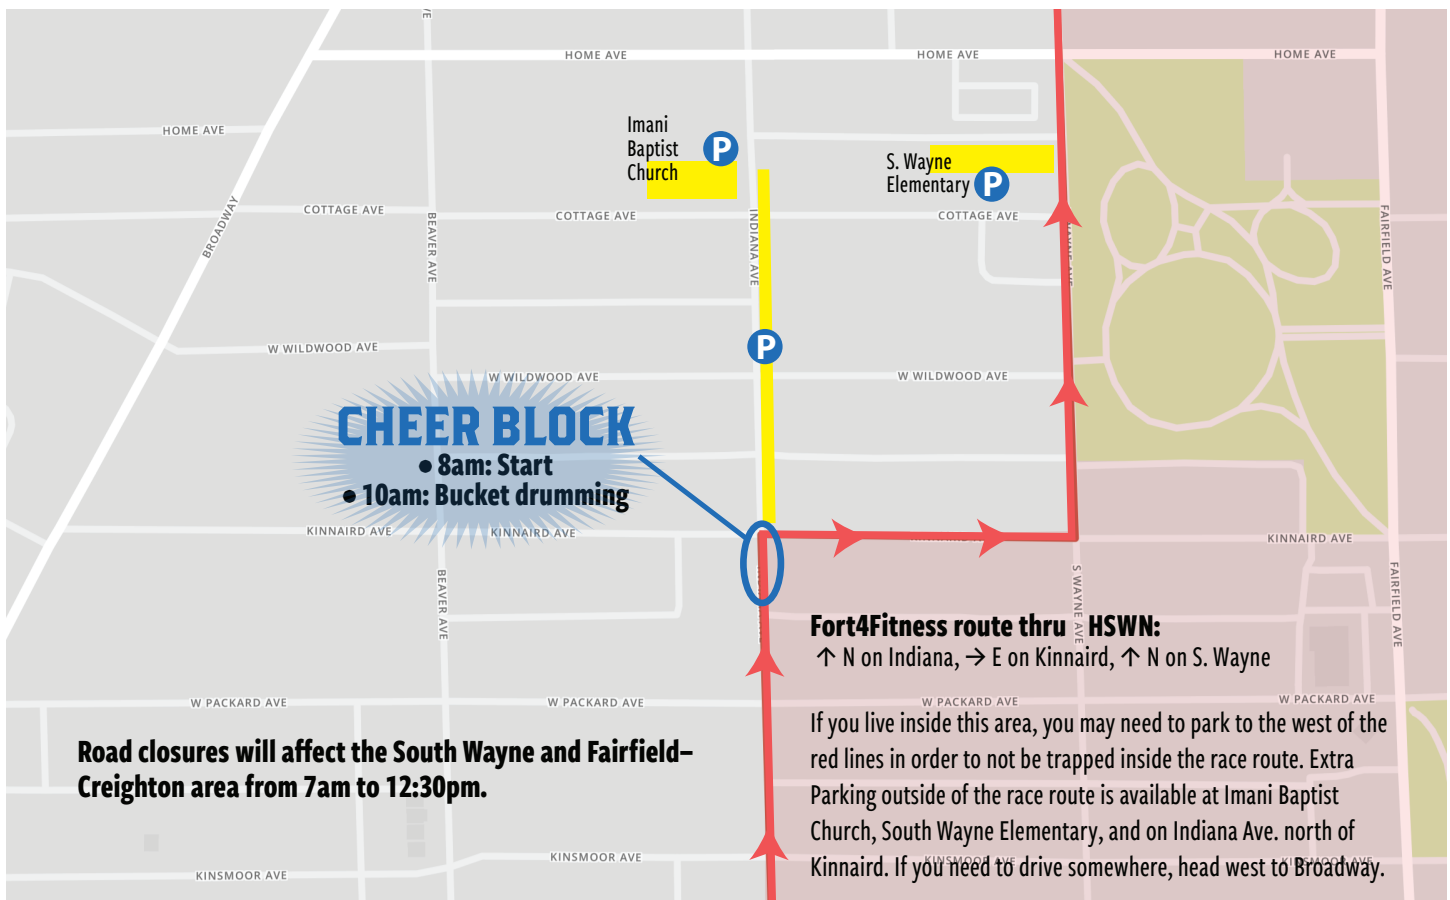 HOME AVE
HOME AVE
HOME AVE
HOME AVE
BROADWAY
Imani
Baptist
Church
P
S. Wayne
Elementary
P
COTTAGE AVE
COTTAGE AVE
COTTAGE AVE
BEAVER AVE
INDIANA AVE
FAIRFIELD AVE
P
W WILDWOOD AVE
W WILDWOOD AVE
W WILDWOOD AVE
CHEER BLOCK
• 8am: Start
• 10am: Bucket drumming
KINNAIRD AVE
KINNAIRD AVE
KINNAIRD AVE
BEAVER AVE
S WAYNE AVE
FAIRFIELD AVE
Fort4Fitness route thru HSWN:
↑ N on Indiana, → E on Kinnaird, ↑ N on S. Wayne
W PACKARD AVE
W PACKARD AVE
W PACKARD AVE
W PACKARD AVE
Road closures will affect the South Wayne and Fairfield–
Creighton area from 7am to 12:30pm.
If you live inside this area, you may need to park to the west of the
red lines in order to not be trapped inside the race route. Extra
Parking outside of the race route is available at Imani Baptist
Church, South Wayne Elementary, and on Indiana Ave. north of
Kinnaird. If you need to drive somewhere, head west to Broadway.
KINSMOOR AVE
KINSMOOR AVE
KINSMOOR AVE
KINSMOOR AVE